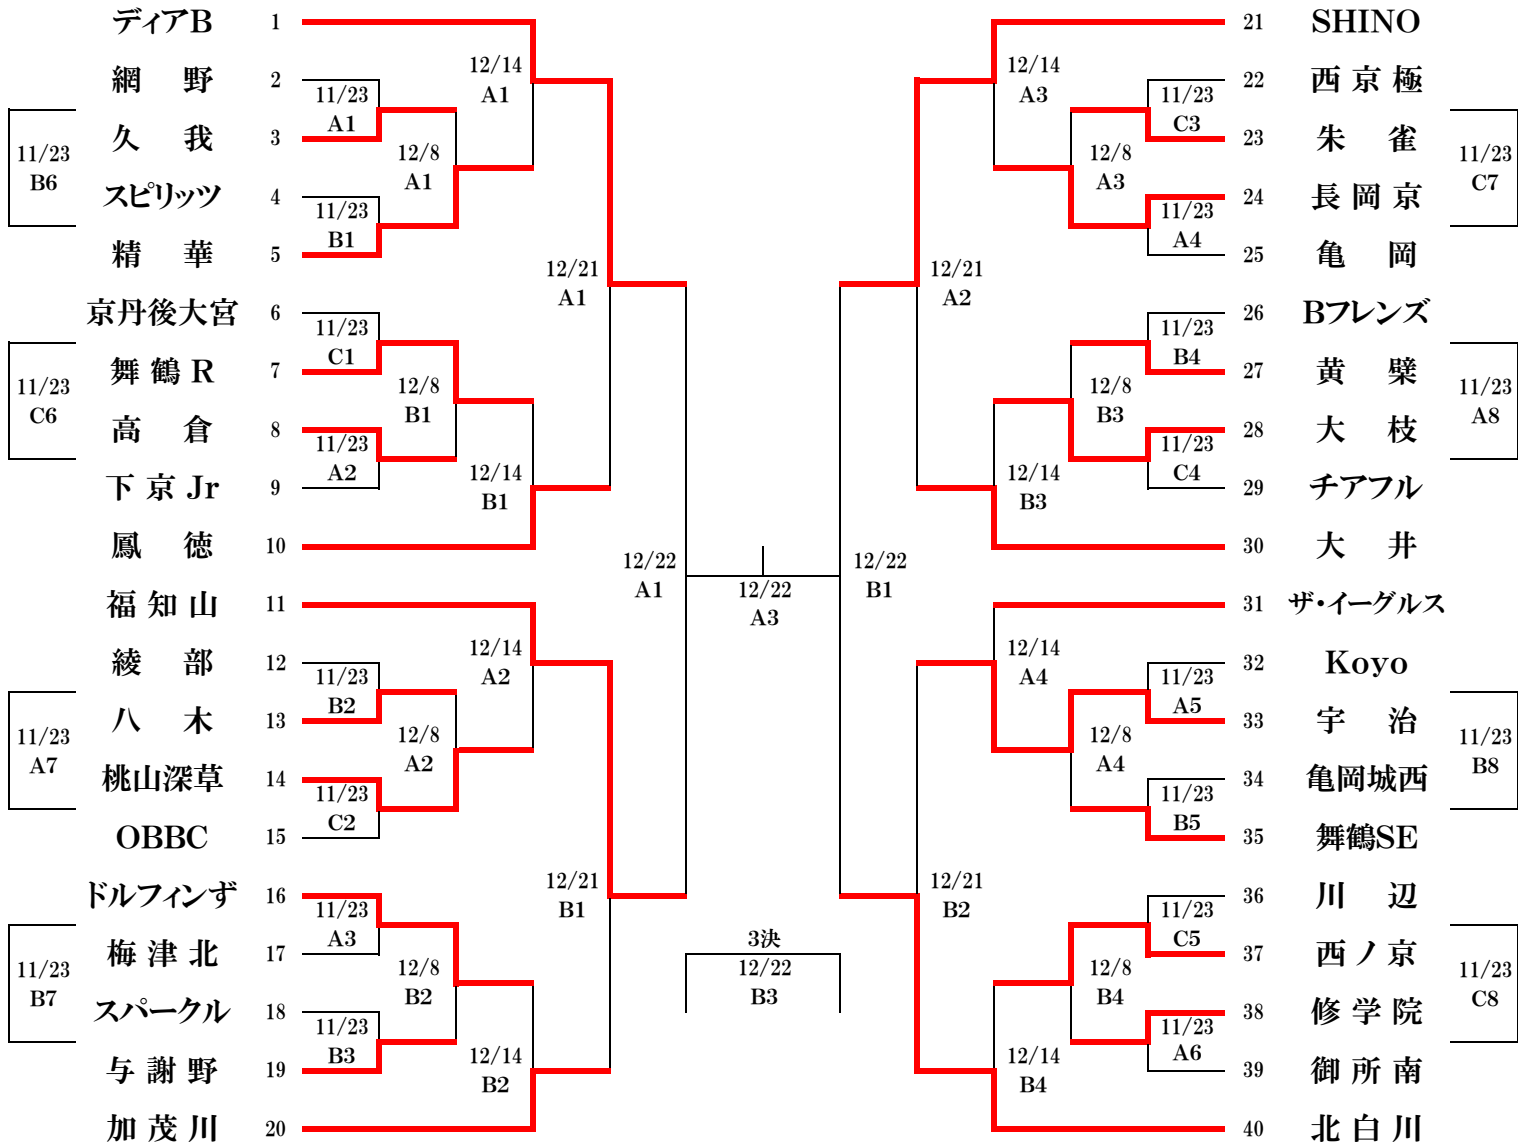 ディアB 1
網 野 2
久 我 3
スピリッツ 4
精 華 5
京丹後大宮 6
舞 鶴 R 7
高 倉 8
下 京 Jr 9
鳳 徳 10
福 知 山 11
綾 部 12
八 木 13
桃山深草 14
OBBC 15
ドルフィンず 16
梅 津 北 17
スパークル 18
与 謝 野 19
加 茂 川 20
11/23
B6
11/23
C6
11/23
A7
11/23
B7
11/23
A1
11/23
B1
11/23
C1
11/23
A2
11/23
B2
11/23
C2
11/23
A3
11/23
B3
12/8
A1
12/8
B1
12/8
A2
12/8
B2
12/14
A1
12/14
B1
12/14
A2
12/14
B2
12/21
A1
12/21
B1
12/22
A1
12/22
A3
3決
12/22
B3
12/22
B1
12/21
A2
12/21
B2
12/14
A3
12/14
B3
12/14
A4
12/14
B4
12/8
A3
12/8
B3
12/8
A4
12/8
B4
11/23
C3
11/23
A4
11/23
B4
11/23
C4
11/23
A5
11/23
B5
11/23
C5
11/23
A6
21 SHINO
22 西 京 極
23 朱 雀
24 長 岡 京
25 亀 岡
26 Bフレンズ
27 黄 檗
28 大 枝
29 チアフル
30 大 井
31 ザ・イーグルス
32 Koyo
33 宇 治
34 亀岡城西
35 舞鶴SE
36 川 辺
37 西 ノ 京
38 修 学 院
39 御 所 南
40 北 白 川
11/23
C7
11/23
A8
11/23
B8
11/23
C8